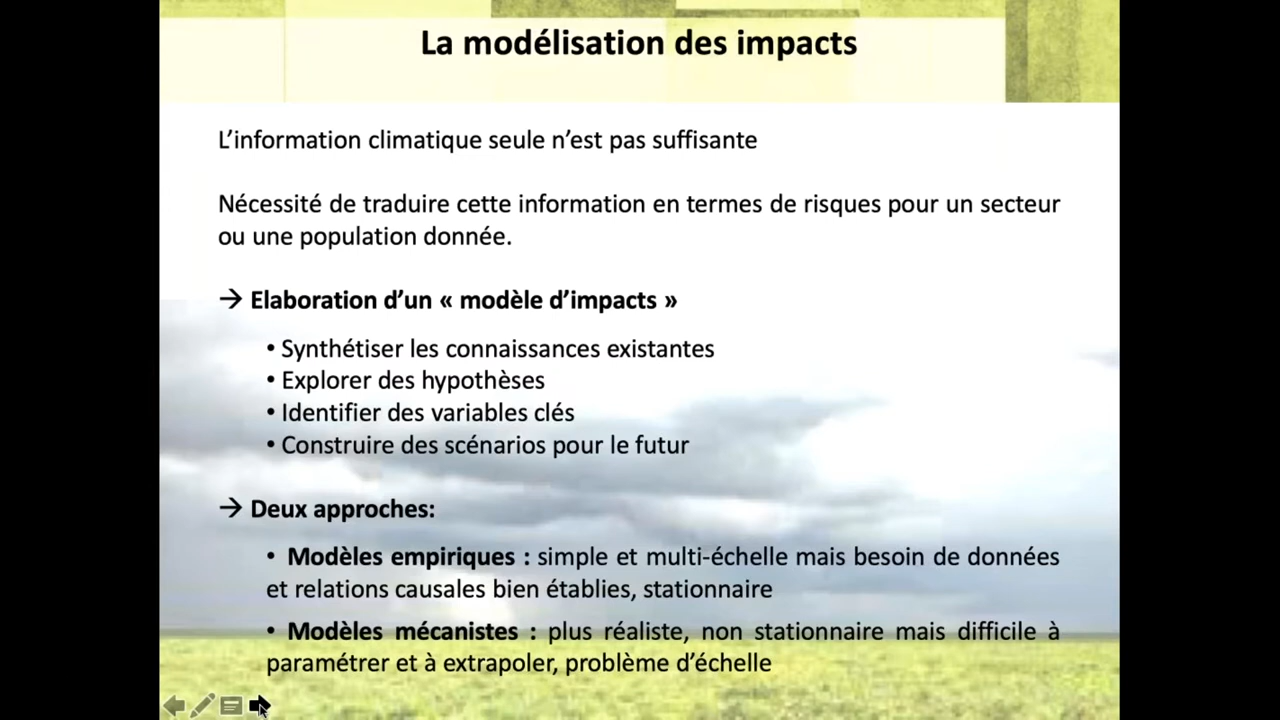 La modélisation des impacts
L’information climatique seule n’est pas suffisante
Nécessité de traduire cette information en termes de risques pour un secteur
ou une population donnée.
→ Elaboration d’un « modèle d’impacts »
• Synthétiser les connaissances existantes
• Explorer des hypothèses
• Identifier des variables clés
• Construire des scénarios pour le futur
→ Deux approches:
• Modèles empiriques : simple et multi-échelle mais besoin de données
et relations causales bien établies, stationnaire
• Modèles mécanistes : plus réaliste, non stationnaire mais difficile à
paramétrer et à extrapoler, problème d’échelle